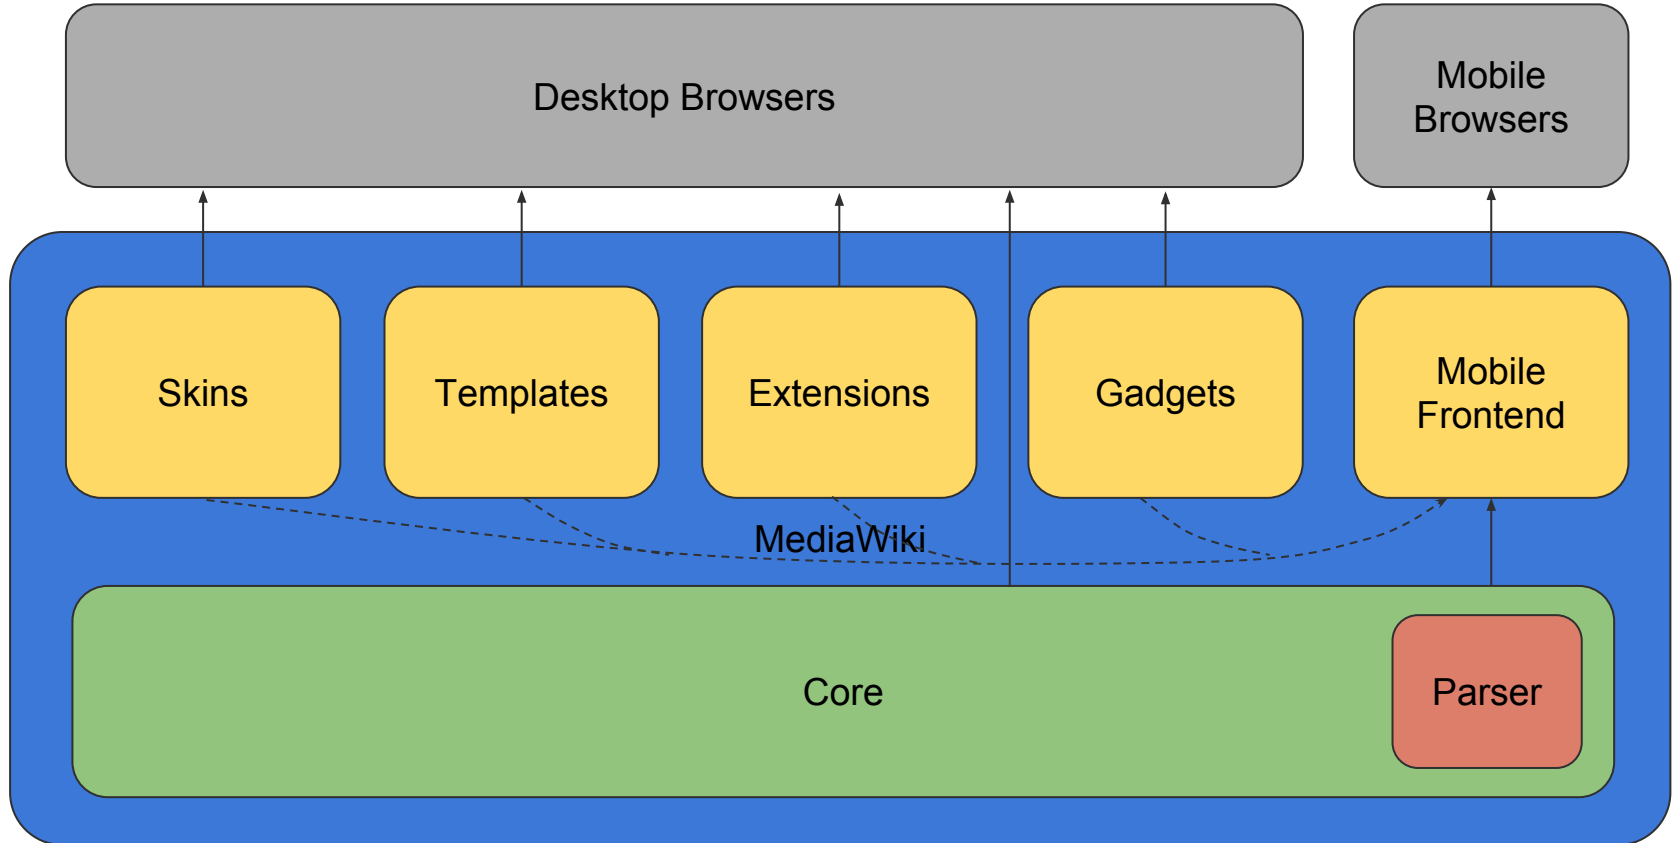 Desktop Browsers
Mobile
Browsers
Skins
Templates
Extensions
Gadgets
Mobile
Frontend
MediaWiki
Core
Parser